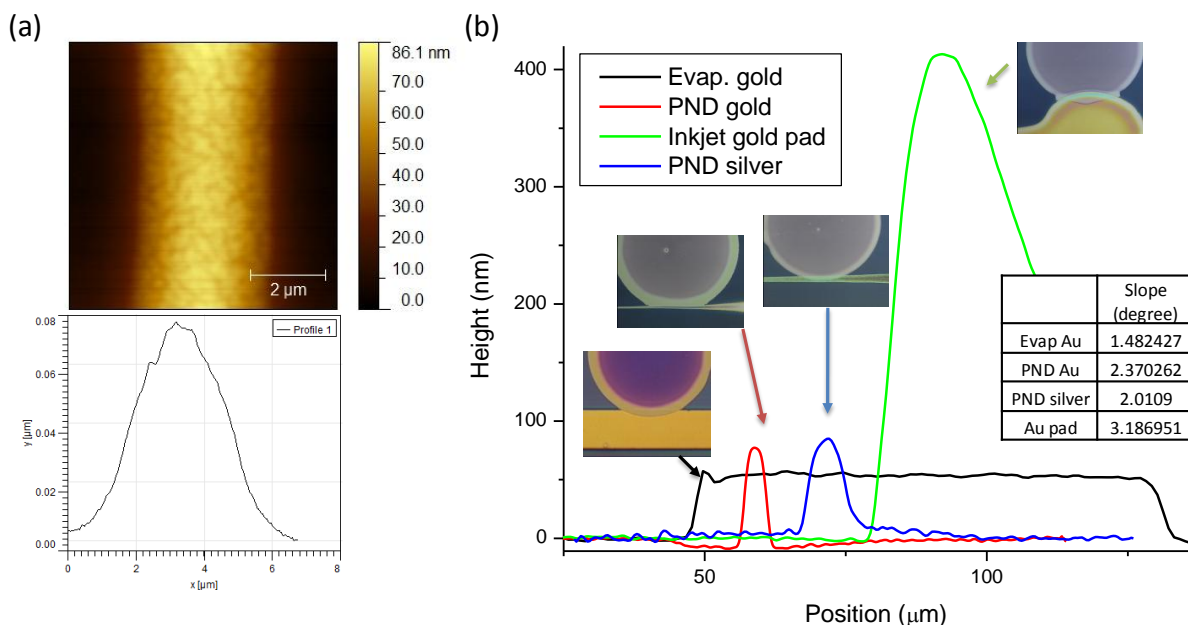 (a)
86.1 nm
70.0
60.0
50.0
40.0
30.0
20.0
10.0
0.0
2 µm
0.08
0.06
0.04
0.02
0.00
y [µm]
Profile 1
0
2
4
6
8
x [µm]
(b)
400
300
200
100
0
Height (nm)
Evap. gold
PND gold
Inkjet gold pad
PND silver
Slope
(degree)
Evap Au 1.482427
PND Au 2.370262
PND silver 2.0109
Au pad 3.186951
50
100
Position (µm)